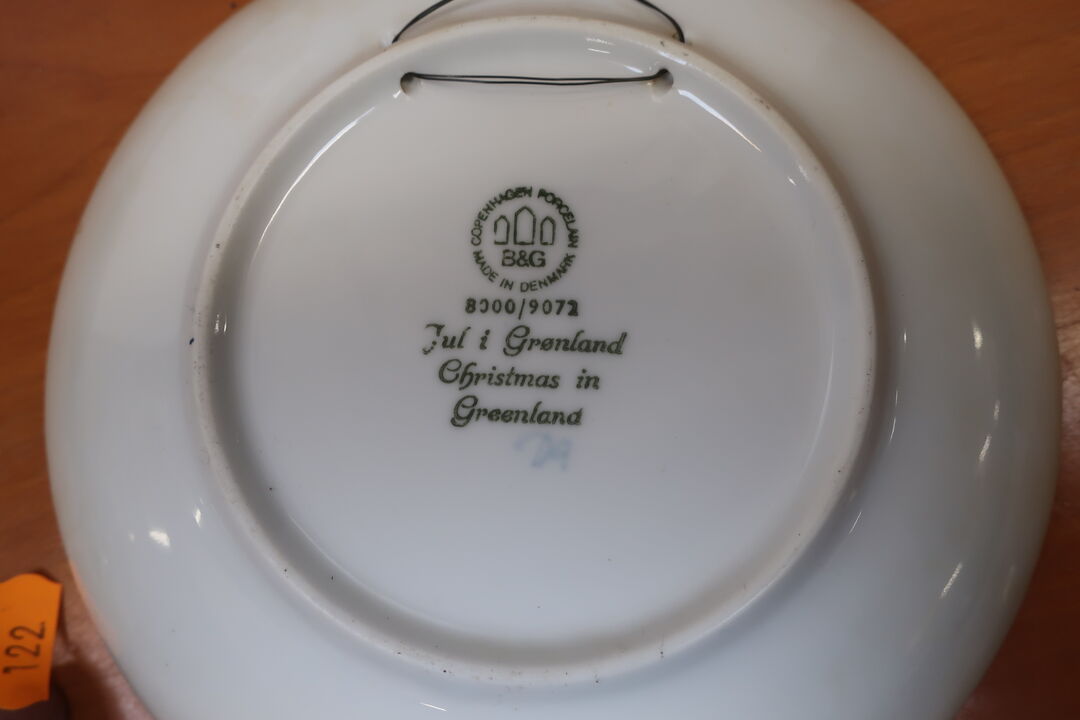 COPENHAGEN PORCELAIN
B&G
MADE IN DENMARK
8000/9072
Jul i Grønland
Christmas in
Greenland
122